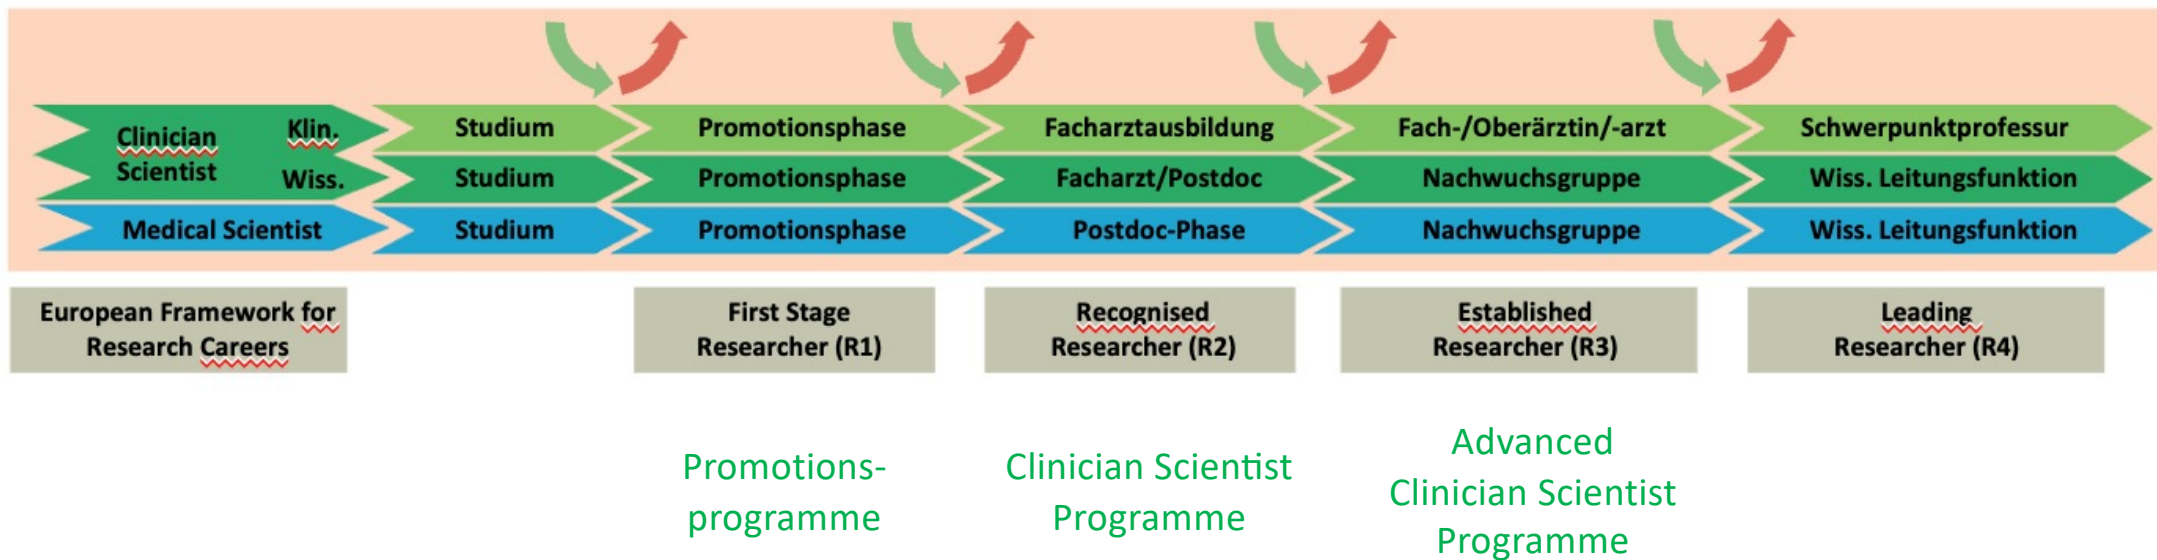 Clinician
Scientist
Klin.
Wiss.
Studium
Promotionsphase
Facharztausbildung
Fach-/Oberärztin/-arzt
Schwerpunktprofessur
Studium
Promotionsphase
Facharzt/Postdoc
Nachwuchsgruppe
Wiss. Leitungsfunktion
Medical Scientist
Studium
Promotionsphase
Postdoc-Phase
Nachwuchsgruppe
Wiss. Leitungsfunktion
European Framework for
Research Careers
First Stage
Researcher (R1)
Recognised
Researcher (R2)
Established
Researcher (R3)
Leading
Researcher (R4)
Promotions-
programme
Clinician Scientist
Programme
Advanced
Clinician Scientist
Programme